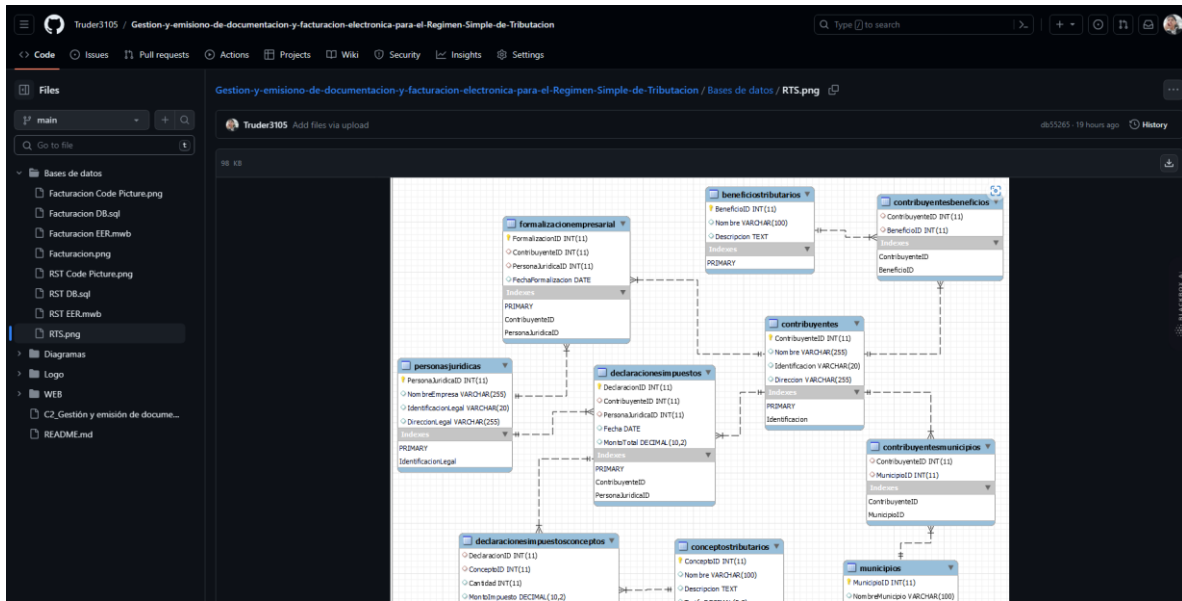 Truder3105 / Gestion-y-emisiono-de-documentacion-y-facturacion-electronica-para-el-Regimen-Simple-de-Tributacion
Type / to search
Code Issues Pull requests Actions Projects Wiki Security Insights Settings
Files
main
Go to file t
Bases de datos
Facturacion Code Picture.png
Facturacion DB.sql
Facturacion EER.mwb
Facturacion.png
RST Code Picture.png
RST DB.sql
RST EER.mwb
RTS.png
Diagramas
Logo
WEB
C2_Gestión y emisión de docume...
README.md
Gestion-y-emisiono-de-documentacion-y-facturacion-electronica-para-el-Regimen-Simple-de-Tributacion / Bases de datos / RTS.png
Truder3105 Add files via upload
db55265 · 19 hours ago History
98 KB
beneficiostributarios
BeneficioID INT(11)
Nombre VARCHAR(100)
Descripcion TEXT
Indexes
PRIMARY
contribuyentesbeneficios
ContribuyenteID INT(11)
BeneficioID INT(11)
Indexes
ContribuyenteID
BeneficioID
formalizacionempresarial
FormalizacionID INT(11)
ContribuyenteID INT(11)
PersonaJuridicaID INT(11)
FechaFormalizacion DATE
Indexes
PRIMARY
ContribuyenteID
PersonaJuridicaID
contribuyentes
ContribuyenteID INT(11)
Nombre VARCHAR(255)
Identificacion VARCHAR(20)
Direccion VARCHAR(255)
Indexes
PRIMARY
Identificacion
personasjuridicas
PersonaJuridicaID INT(11)
NombreEmpresa VARCHAR(255)
IdentificacionLegal VARCHAR(20)
DireccionLegal VARCHAR(255)
Indexes
PRIMARY
IdentificacionLegal
declaracionesimpuestos
DeclaracionID INT(11)
ContribuyenteID INT(11)
PersonaJuridicaID INT(11)
Fecha DATE
MontoTotal DECIMAL(10,2)
Indexes
PRIMARY
ContribuyenteID
PersonaJuridicaID
contribuyentesmunicipios
ContribuyenteID INT(11)
MunicipioID INT(11)
Indexes
ContribuyenteID
MunicipioID
declaracionesimpuestosconceptos
DeclaracionID INT(11)
ConceptoID INT(11)
Cantidad INT(11)
MontoImpuesto DECIMAL(10,2)
conceptostributarios
ConceptoID INT(11)
Nombre VARCHAR(100)
Descripcion TEXT
municipios
MunicipioID INT(11)
NombreMunicipio VARCHAR(100)